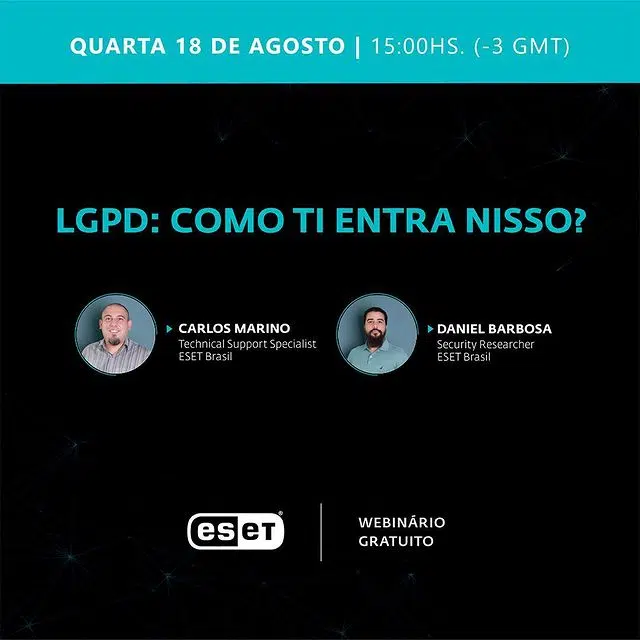 QUARTA 18 DE AGOSTO | 15:00HS. (-3 GMT)
LGPD: COMO TI ENTRA NISSO?
CARLOS MARINO
Technical Support Specialist
ESET Brasil
DANIEL BARBOSA
Security Researcher
ESET Brasil
eset®
WEBINÁRIO
GRATUITO